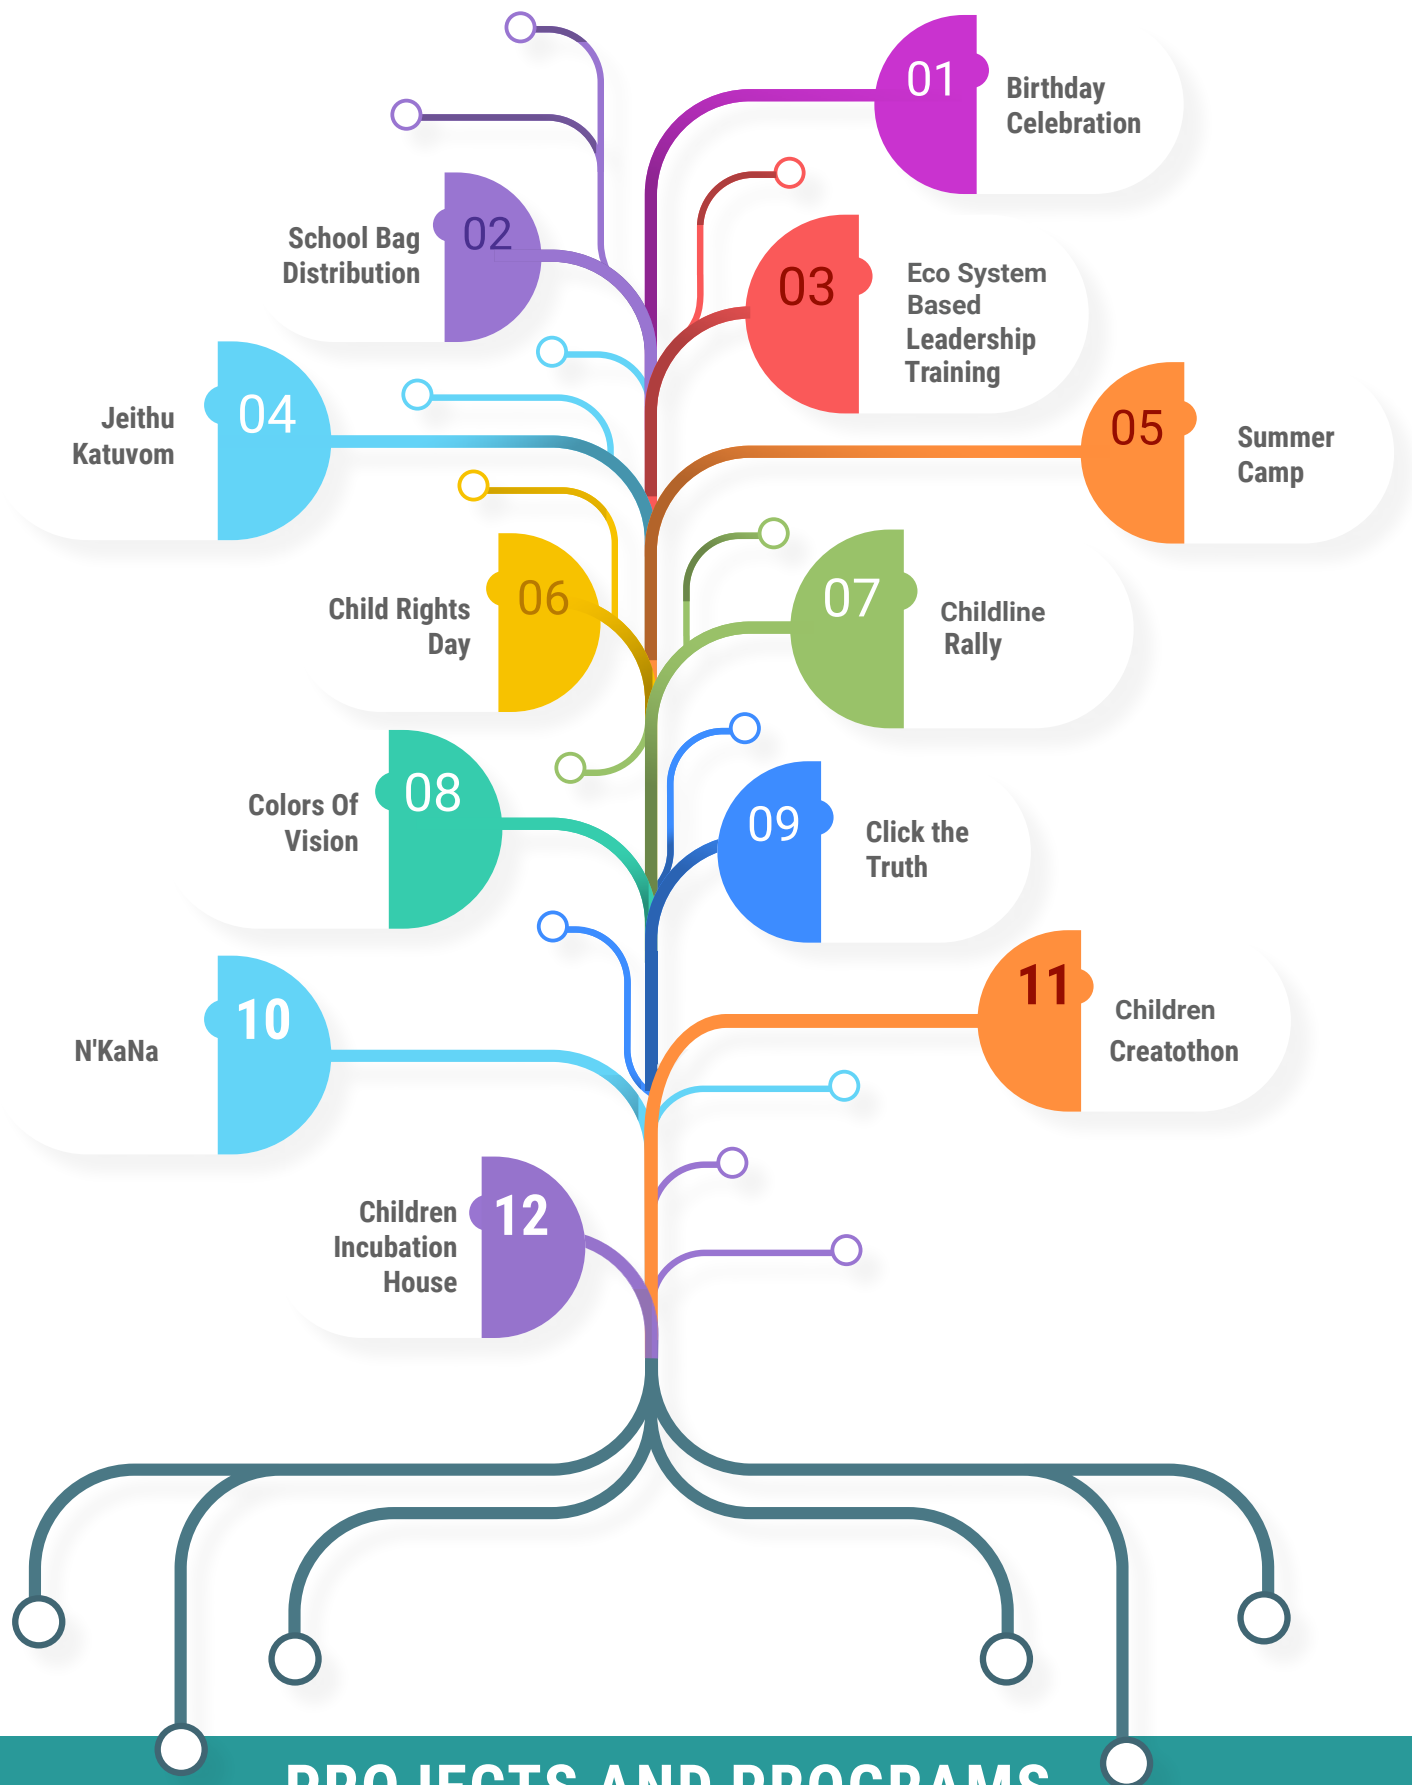 01
Birthday
Celebration
02
School Bag
Distribution
03
Eco System
Based
Leadership
Training
04
Jeithu
Katuvom
05
Summer
Camp
06
Child Rights
Day
07
Childline
Rally
08
Colors Of
Vision
09
Click the
Truth
10
N'KaNa
11
Children
Creatothon
12
Children
Incubation
House
PROJECTS AND PROGRAMS